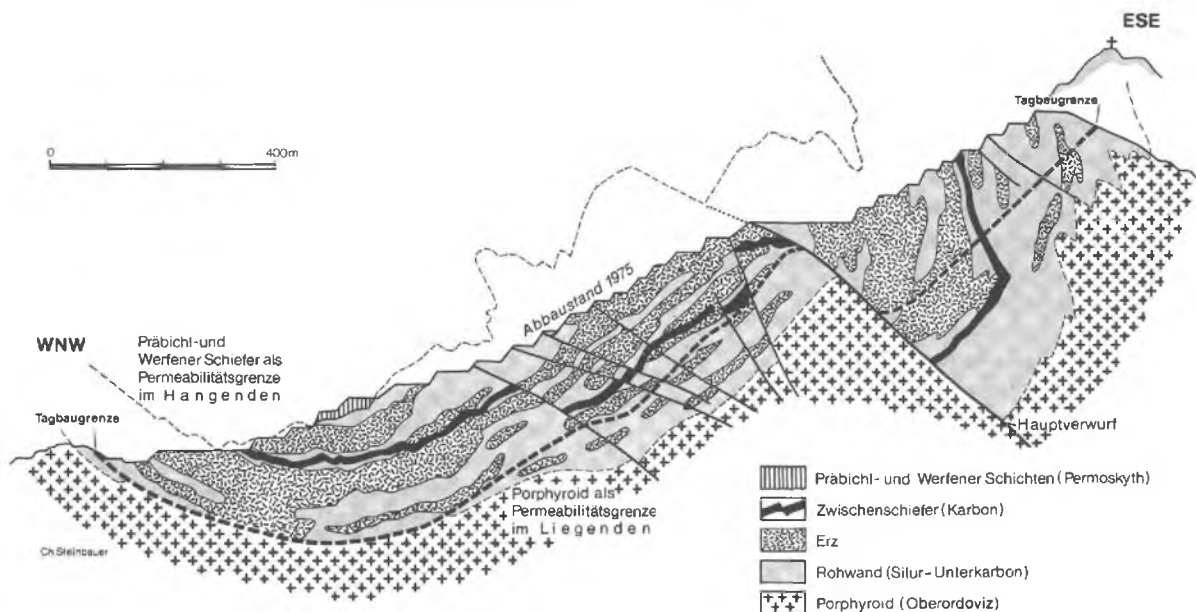 ESE
Tagbaugrenze
0 400m
Abbaustand 1975
WNW
Präbichl-und
Werfener Schiefer als
Permeabilitätsgrenze
im Hangenden
Tagbaugrenze
Hauptverwurf
Porphyroid als
Permeabilitätsgrenze
im Liegenden
Ch.Steinbauer
Präbichl- und Werfener Schichten (Permoskyth)
Zwischenschiefer (Karbon)
Erz
Rohwand (Silur-Unterkarbon)
Porphyroid (Oberordoviz)